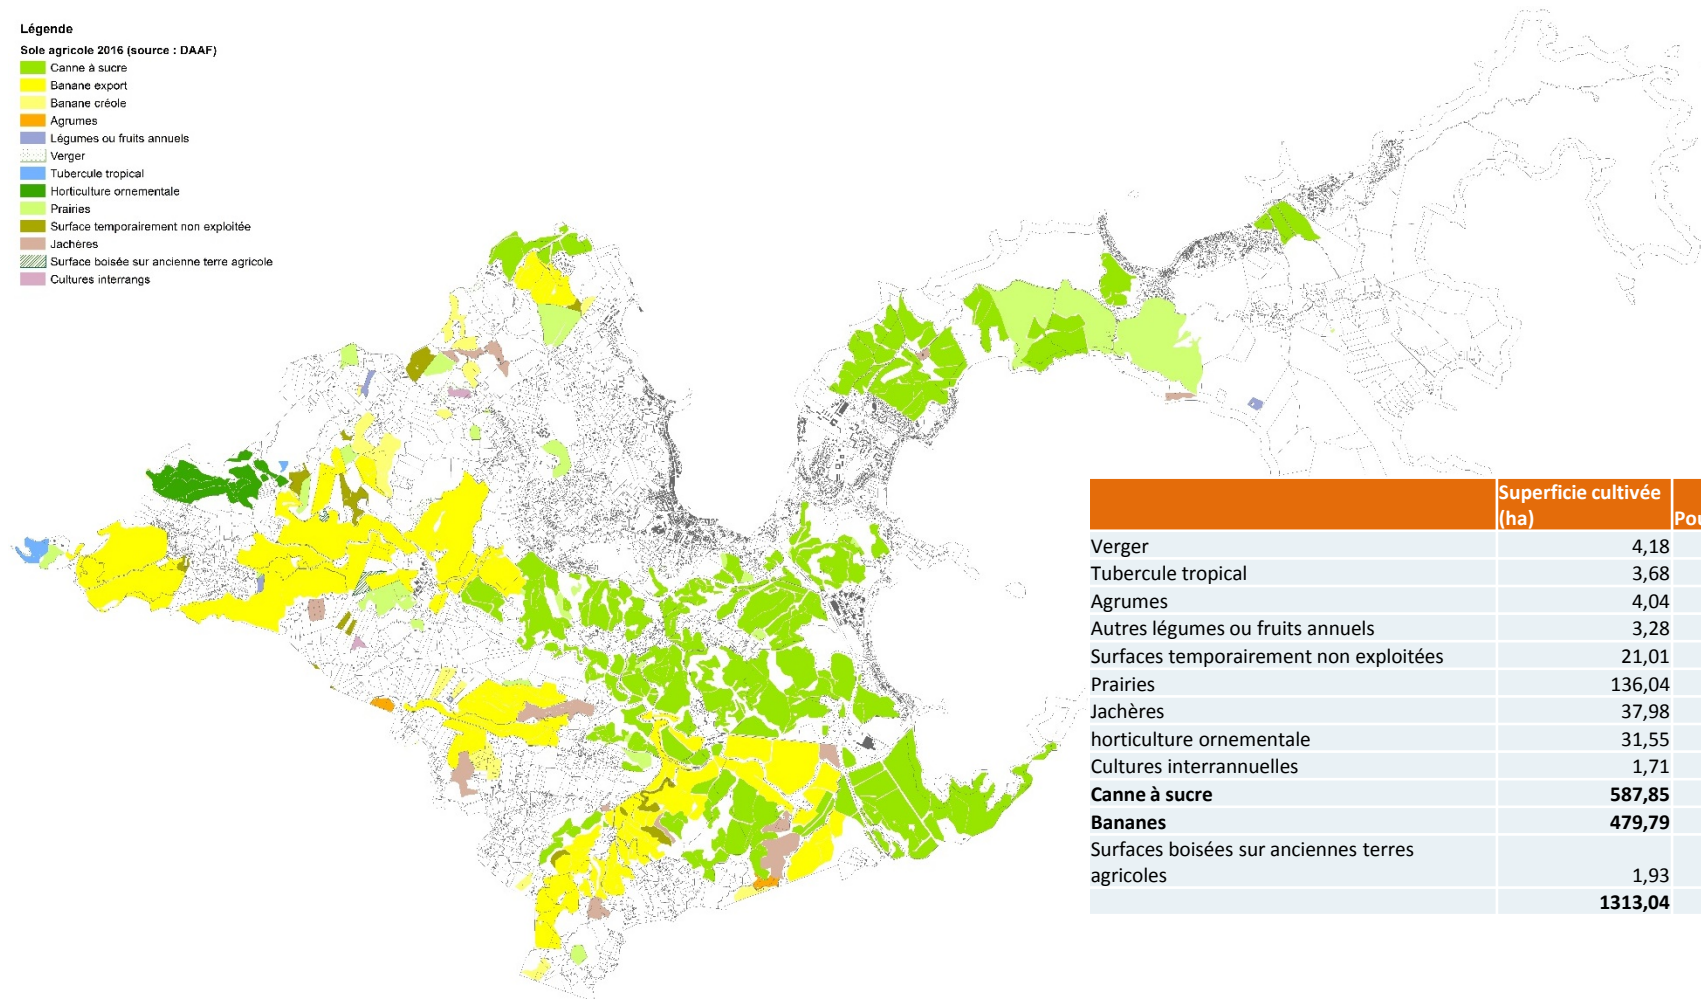 Légende
Sole agricole 2016 (source : DAAF)
Canne à sucre
Banane export
Banane créole
Agrumes
Légumes ou fruits annuels
Verger
Tubercule tropical
Horticulture ornementale
Prairies
Surface temporairement non exploitée
Jachères
Surface boisée sur ancienne terre agricole
Cultures interrangs
Superficie cultivée
(ha) Pou
Verger 4,18
Tubercule tropical 3,68
Agrumes 4,04
Autres légumes ou fruits annuels 3,28
Surfaces temporairement non exploitées 21,01
Prairies 136,04
Jachère 37,98
horticulture ornementale 31,55
Cultures interrannuelles 1,71
Canne à sucre 587,85
Bananes 479,79
Surfaces boisées sur anciennes terres
agricoles 1,93
1313,04